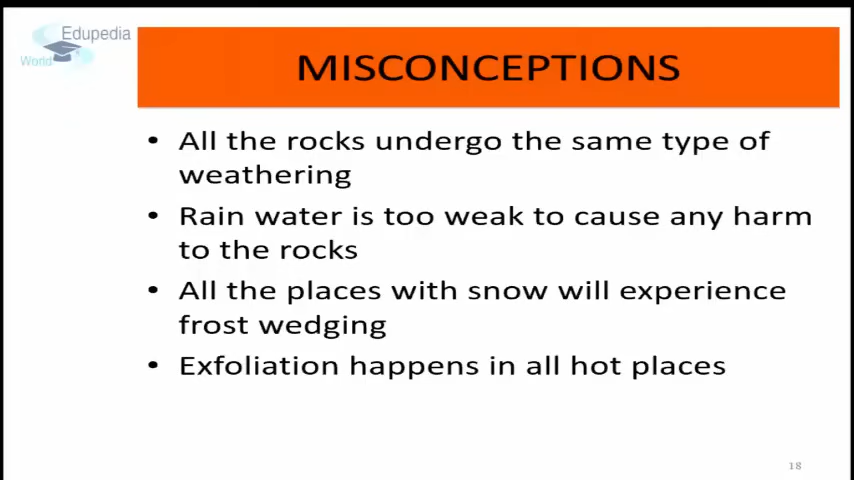 Edupedia
World
MISCONCEPTIONS
• All the rocks undergo the same type of
weathering
• Rain water is too weak to cause any harm
to the rocks
• All the places with snow will experience
frost wedging
• Exfoliation happens in all hot places
18